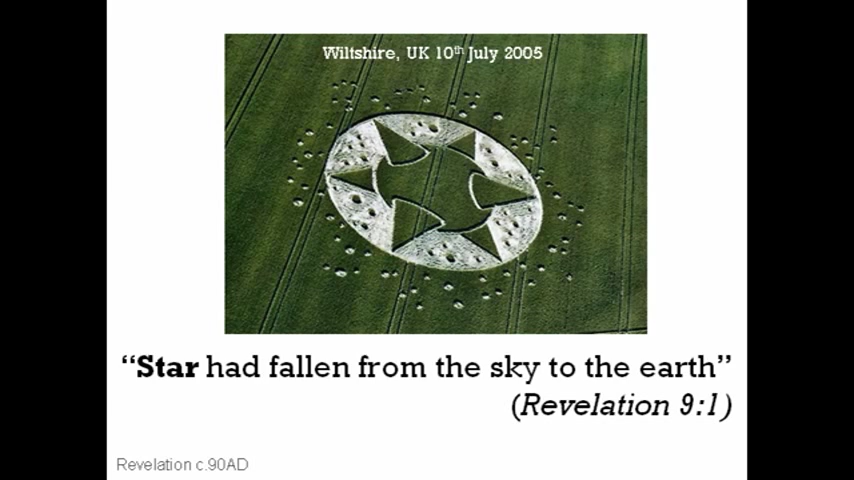 Wiltshire, UK 10th July 2005
“Star had fallen from the sky to the earth”
(Revelation 9:1)
Revelation c.90AD